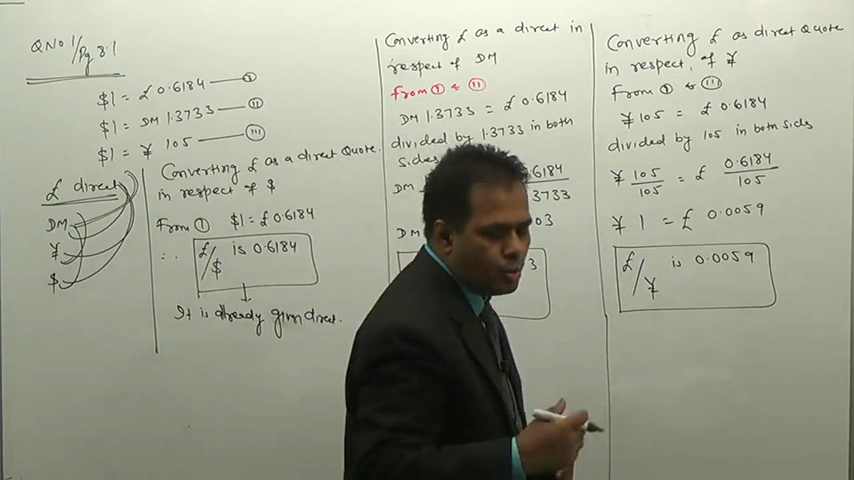 QNo 1/Pg 8.1
$1 = £ 0.6184 — (i)
$1 = DM 1.3733 — (ii)
$1 = ¥ 105 — (iii)
£ direct
DM
¥
$
Converting £ as a direct Quote.
in respect of $
From (i) $1 = £ 0.6184
∴ £/$ is 0.6184
It is already given direct.
Converting £ as a direct in
respect of DM
From (i) & (ii)
DM 1.3733 = £ 0.6184
divided by 1.3733 in both
sides
DM
DM
Converting £ as direct Quote
in respect of ¥
From (i) & (iii)
¥ 105 = £ 0.6184
divided by 105 in both sides
¥ 105/105 = £ 0.6184/105
¥ 1 = £ 0.0059
£/¥ is 0.0059